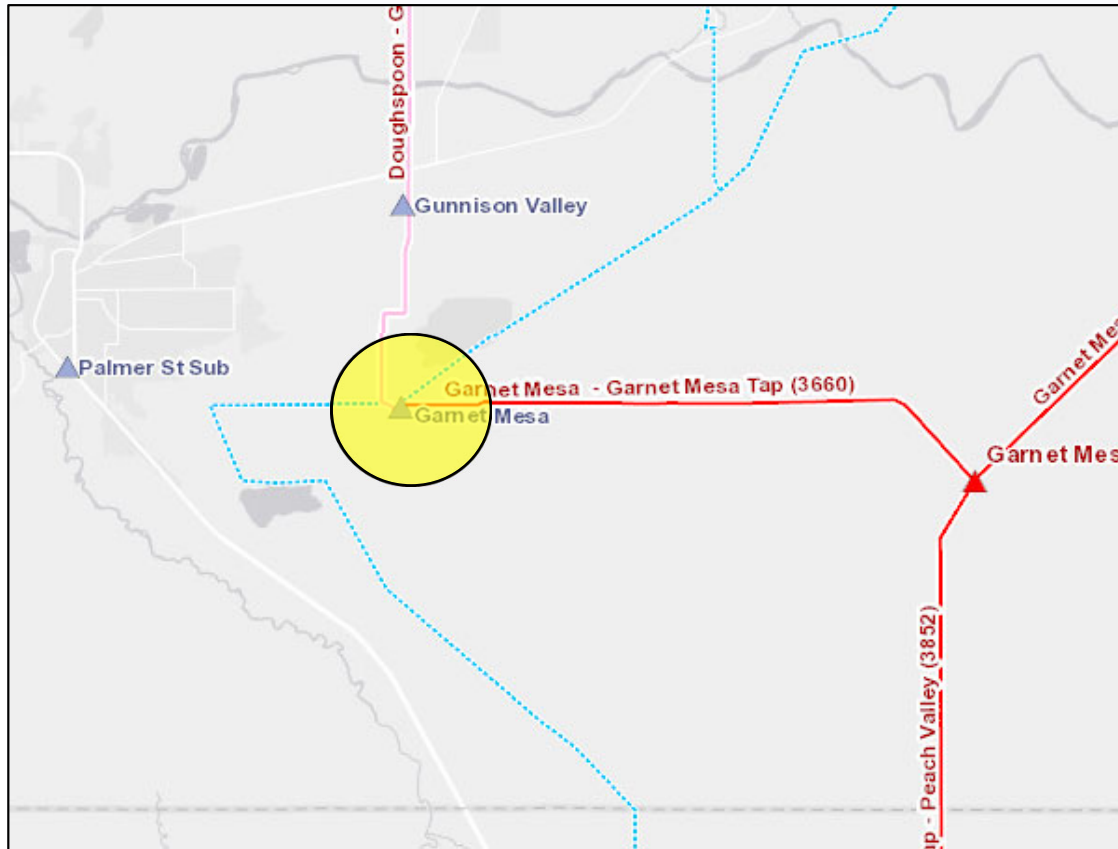 Doughspoon - G
Gunnison Valley
Palmer St Sub
Garnet Mesa - Garnet Mesa Tap (3660)
Garnet Mesa
Garnet Mes
Garnet Mes
up - Peach Valley (3852)